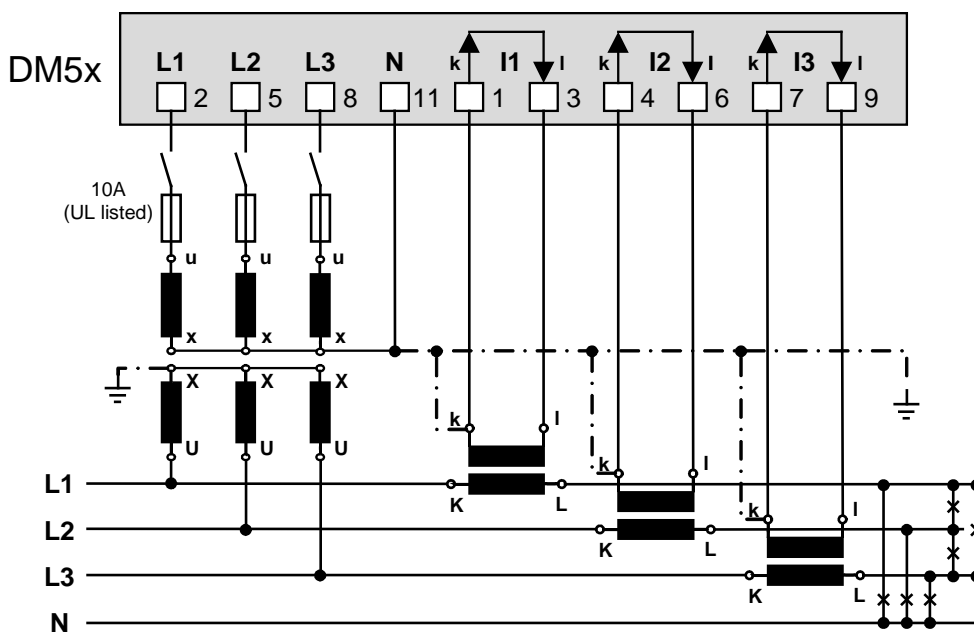 DM5x
L1 L2 L3 N k I1 l k I2 l k I3 l
2 5 8 11 1 3 4 6 7 9
10A
(UL listed)
u u u
x x x
X X X
k l
U U U
k l
L1
K L
k l
L2
K L
L3
K L
N